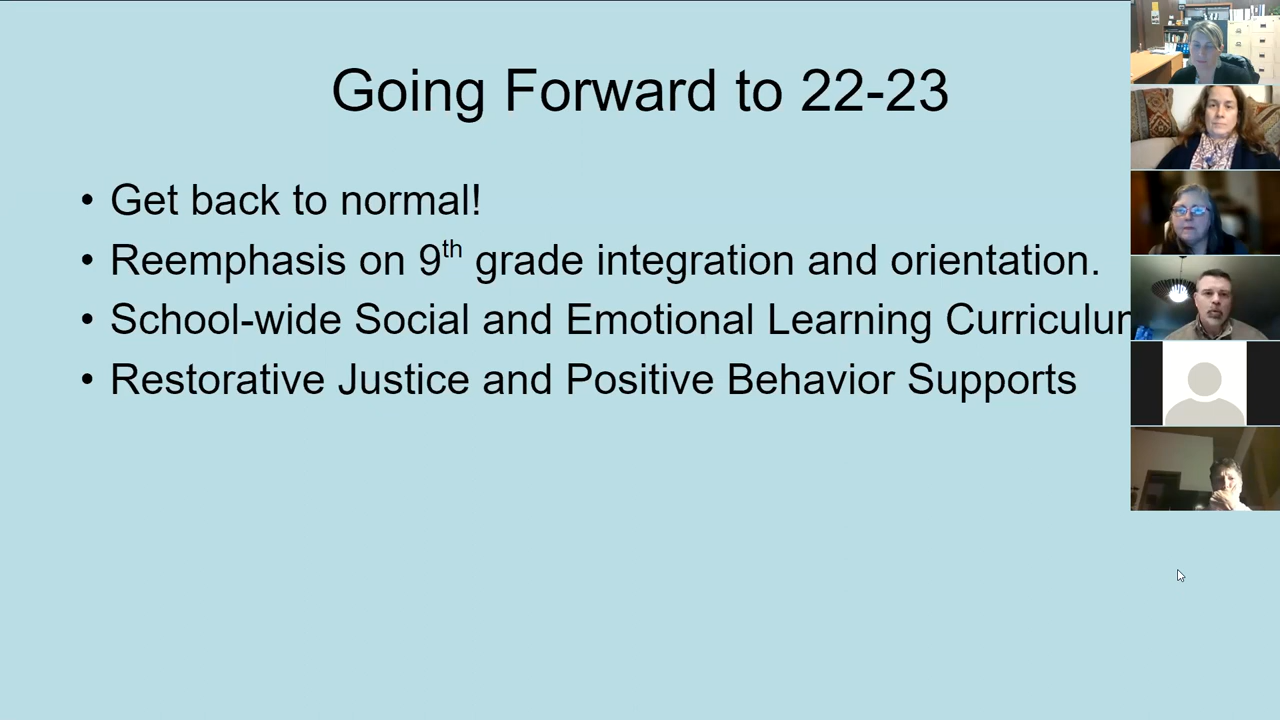 Going Forward to 22-23
• Get back to normal!
• Reemphasis on 9th grade integration and orientation.
• School-wide Social and Emotional Learning
• Restorative Justice and Positive Behavior Supports